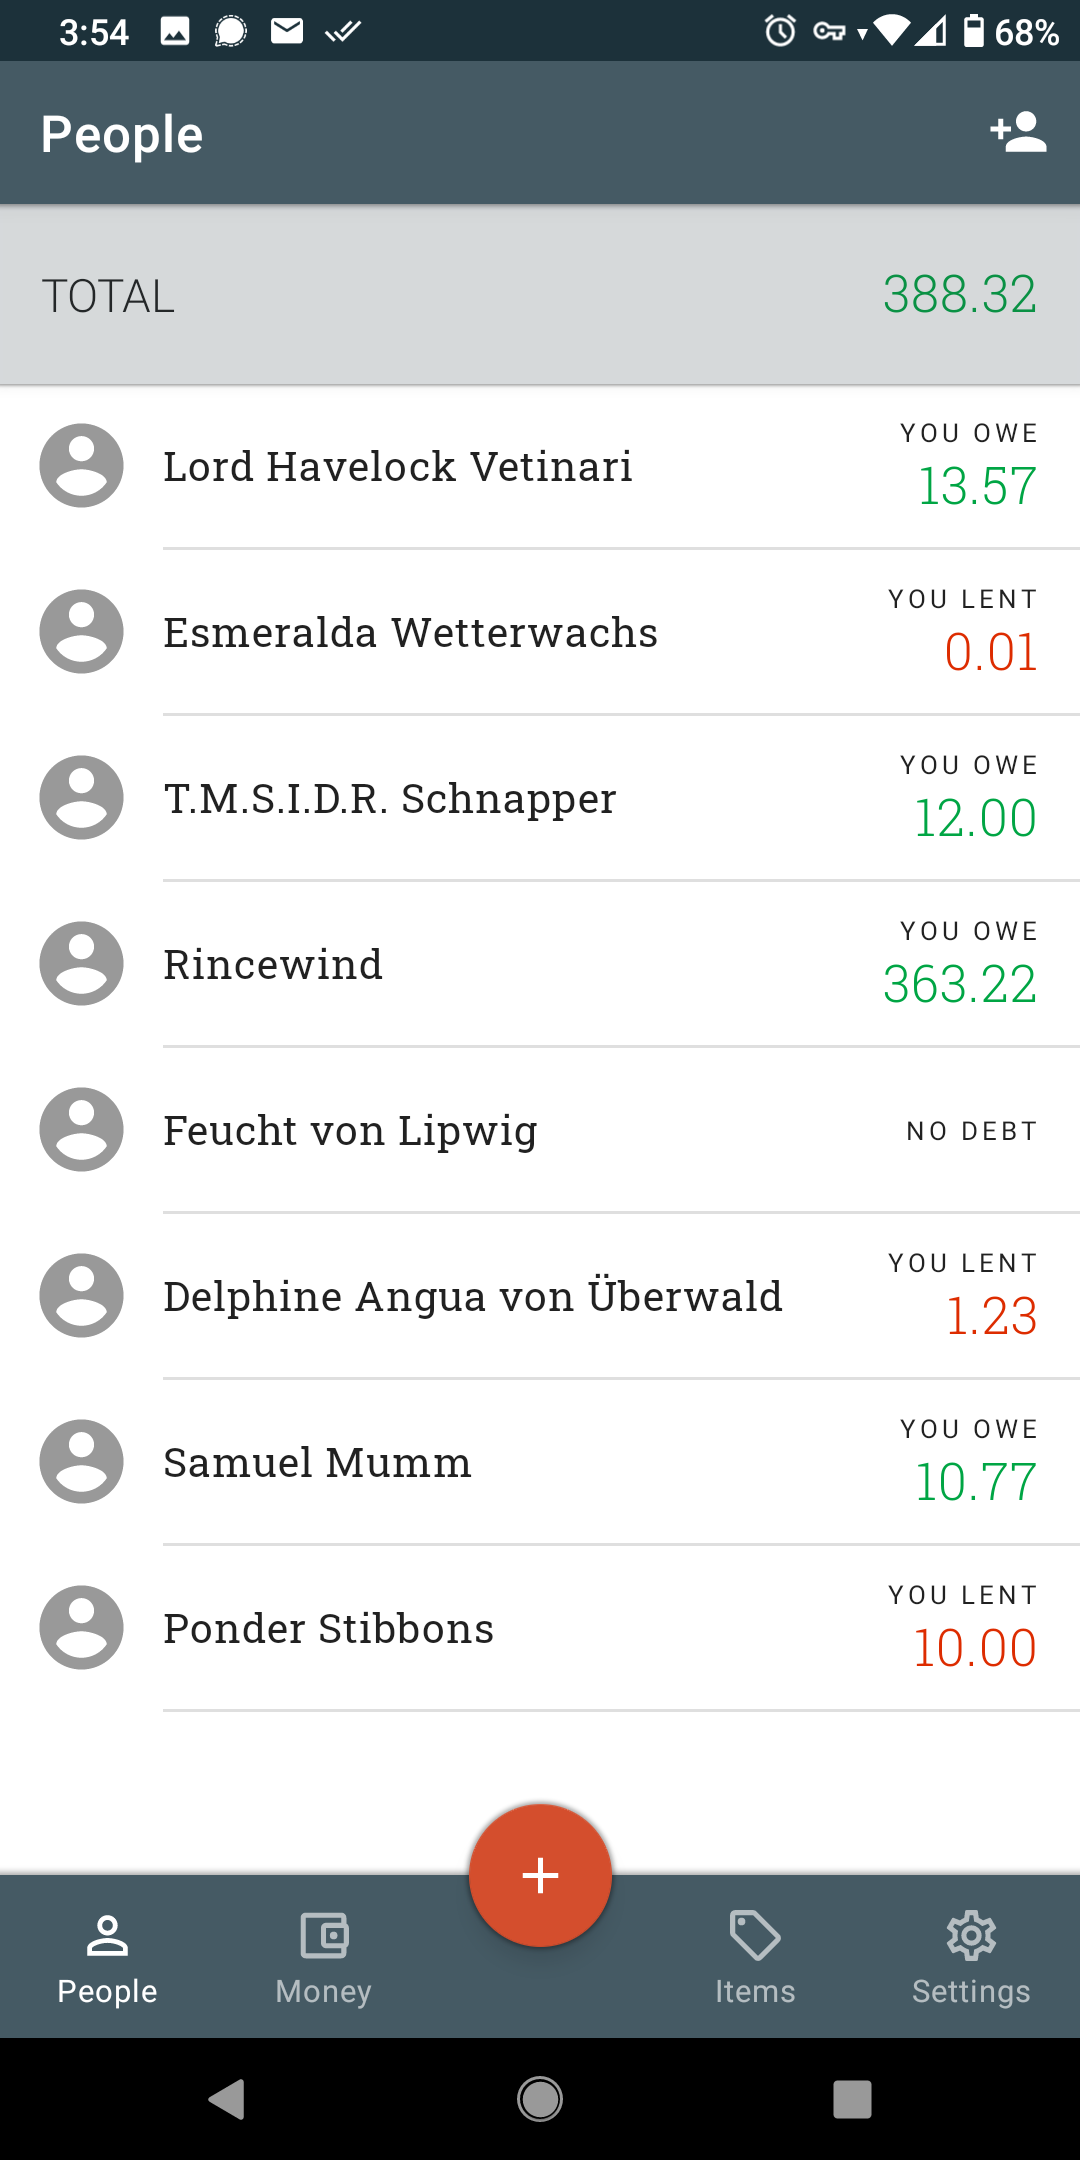 3:54 68%
People
TOTAL 388.32
YOU OWE
Lord Havelock Vetinari 13.57
YOU LENT
Esmeralda Wetterwachs 0.01
YOU OWE
T.M.S.I.D.R. Schnapper 12.00
YOU OWE
Rincewind 363.22
Feucht von Lipwig NO DEBT
YOU LENT
Delphine Angua von Überwald 1.23
YOU OWE
Samuel Mumm 10.77
YOU LENT
Ponder Stibbons 10.00
People Money Items Settings